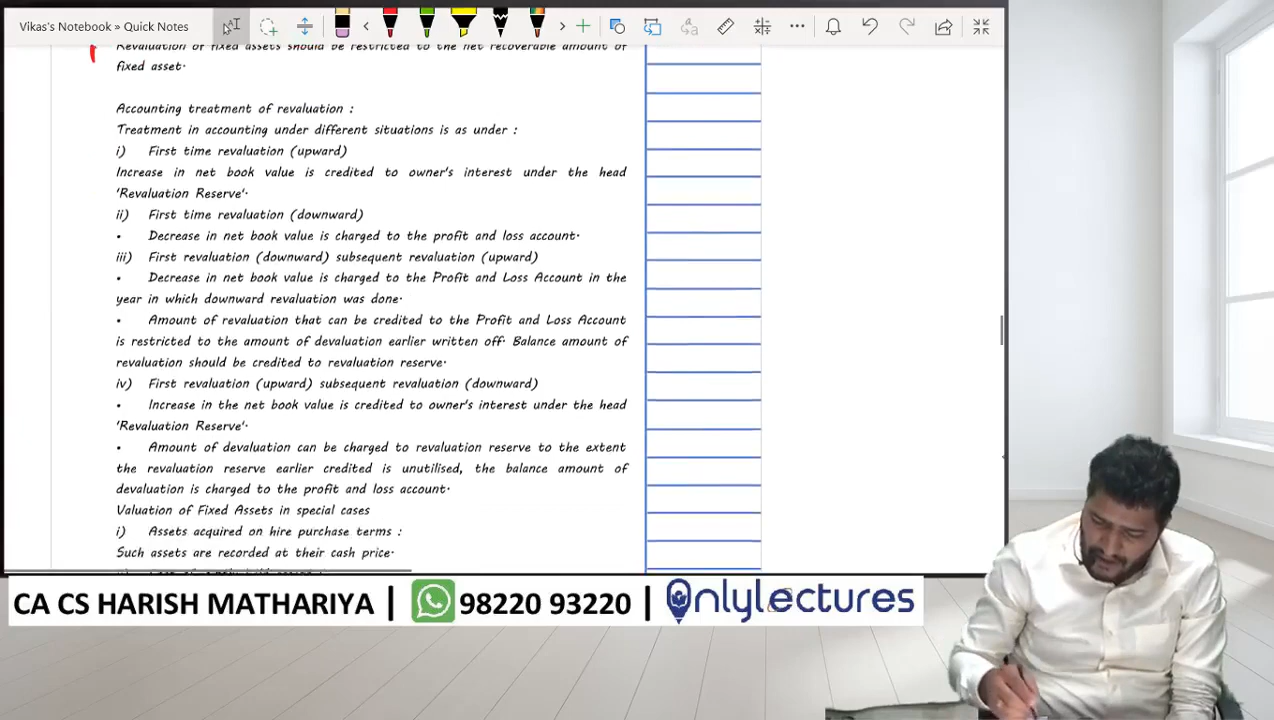 Vikas's Notebook » Quick Notes
Revaluation of fixed assets should be restricted to the net recoverable amount of
fixed asset.
Accounting treatment of revaluation :
Treatment in accounting under different situations is as under :
i) First time revaluation (upward)
Increase in net book value is credited to owner's interest under the head
'Revaluation Reserve'.
ii) First time revaluation (downward)
• Decrease in net book value is charged to the profit and loss account.
iii) First revaluation (downward) subsequent revaluation (upward)
• Decrease in net book value is charged to the Profit and Loss Account in the
year in which downward revaluation was done.
• Amount of revaluation that can be credited to the Profit and Loss Account
is restricted to the amount of devaluation earlier written off. Balance amount of
revaluation should be credited to revaluation reserve.
iv) First revaluation (upward) subsequent revaluation (downward)
• Increase in the net book value is credited to owner's interest under the head
'Revaluation Reserve'.
• Amount of devaluation can be charged to revaluation reserve to the extent
the revaluation reserve earlier credited is unutilised, the balance amount of
devaluation is charged to the profit and loss account.
Valuation of Fixed Assets in special cases
i) Assets acquired on hire purchase terms :
Such assets are recorded at their cash price.
CA CS HARISH MATHARIYA | 98220 93220 | Onlylectures